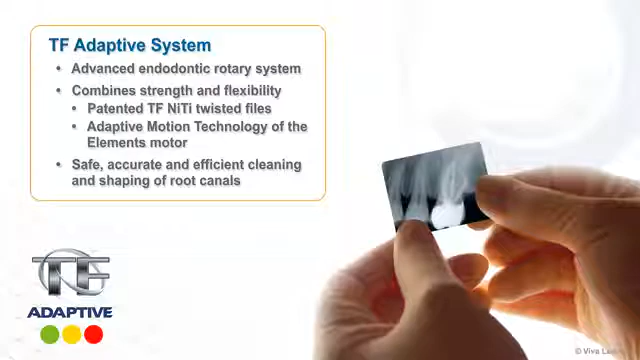 TF Adaptive System
• Advanced endodontic rotary system
• Combines strength and flexibility
• Patented TF NiTi twisted files
• Adaptive Motion Technology of the
Elements motor
• Safe, accurate and efficient cleaning
and shaping of root canals
TF
ADAPTIVE
© Viva